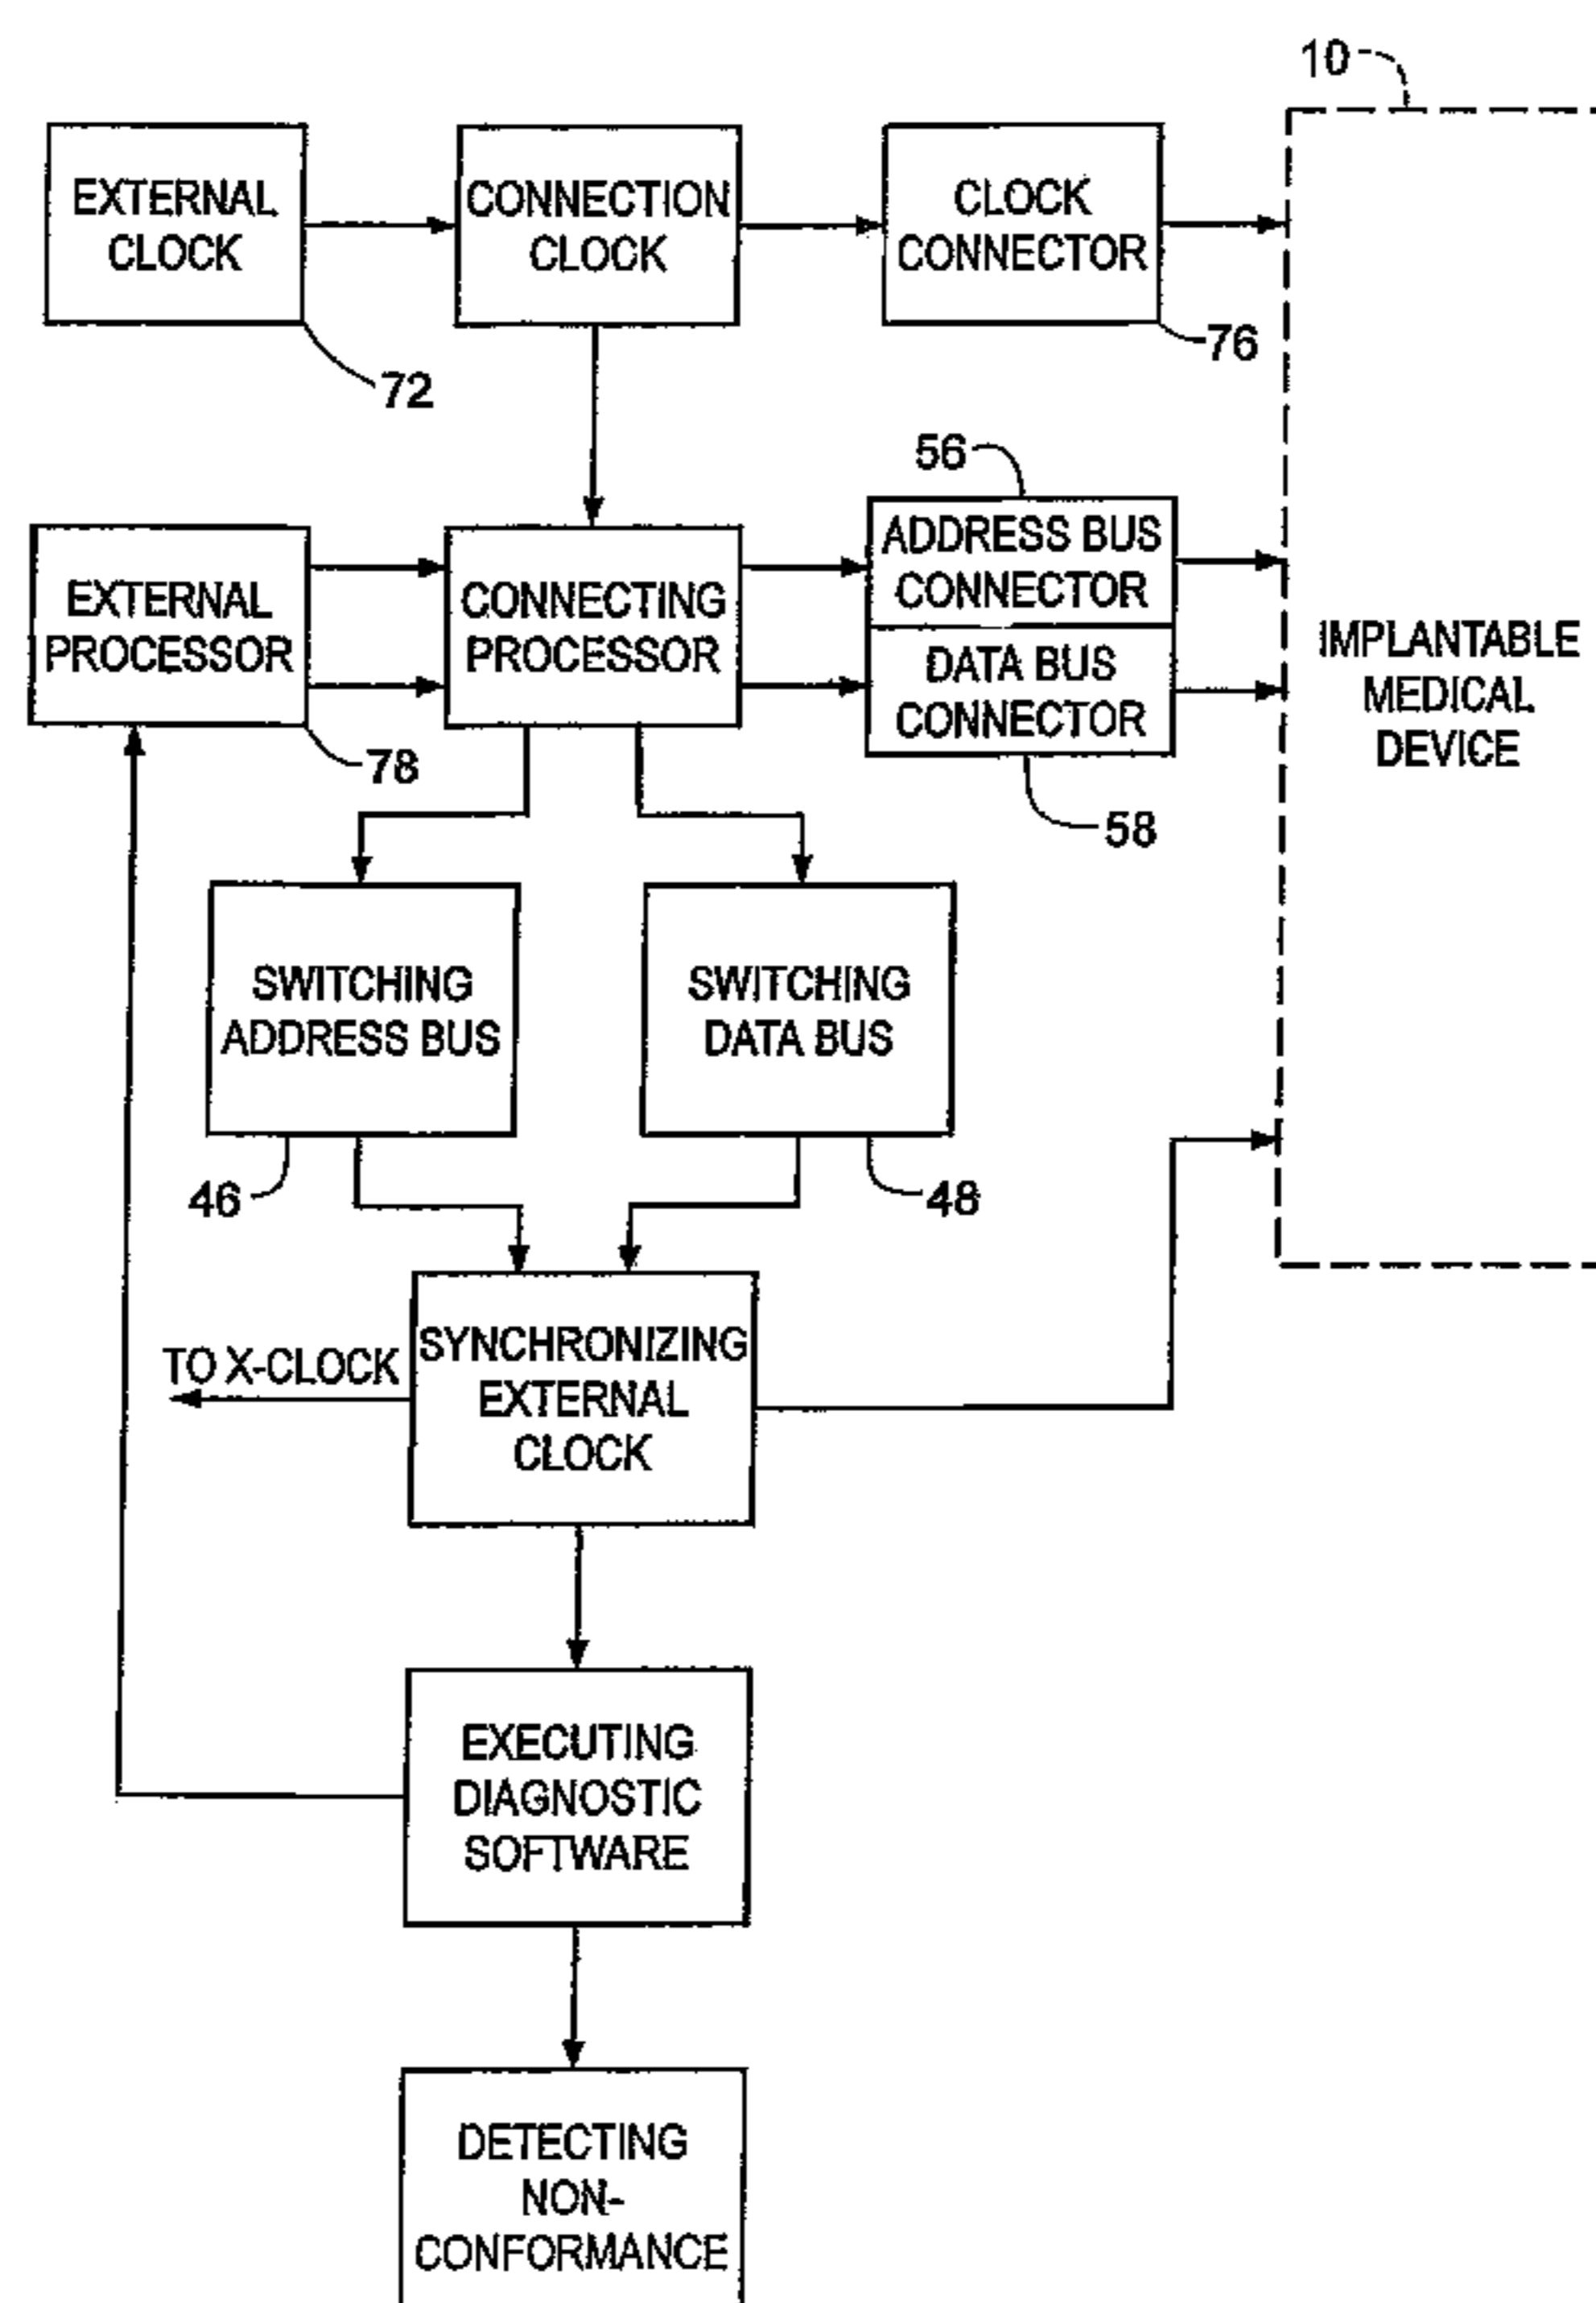 10
EXTERNAL
CLOCK
CONNECTION
CLOCK
CLOCK
CONNECTOR
72
76
56
EXTERNAL
PROCESSOR
CONNECTING
PROCESSOR
ADDRESS BUS
CONNECTOR
DATA BUS
CONNECTOR
IMPLANTABLE
MEDICAL
DEVICE
78
58
SWITCHING
ADDRESS BUS
SWITCHING
DATA BUS
46
48
TO X-CLOCK
SYNCHRONIZING
EXTERNAL
CLOCK
EXECUTING
DIAGNOSTIC
SOFTWARE
DETECTING
NON-
CONFORMANCE